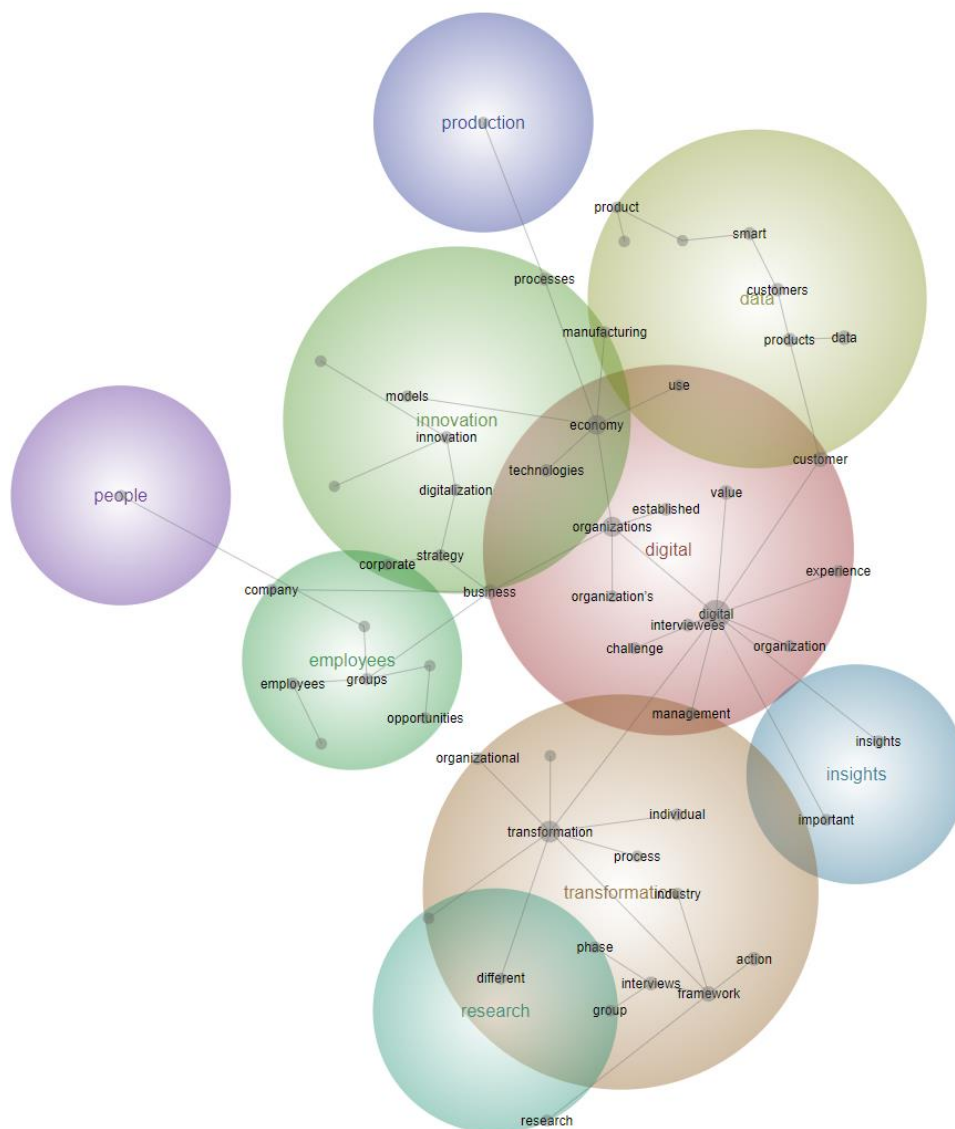 production
product
smart
processes
customers
data
manufacturing
products
data
use
models
innovation
economy
innovation
customer
technologies
digitalization
value
people
established
organizations
digital
strategy
corporate
experience
company
business
organization's
digital
interviewees
challenge
organization
employees
groups
employees
management
opportunities
insights
organizational
insights
individual
important
transformation
process
transformation
industry
phase
action
different
interviews
framework
research
group
research